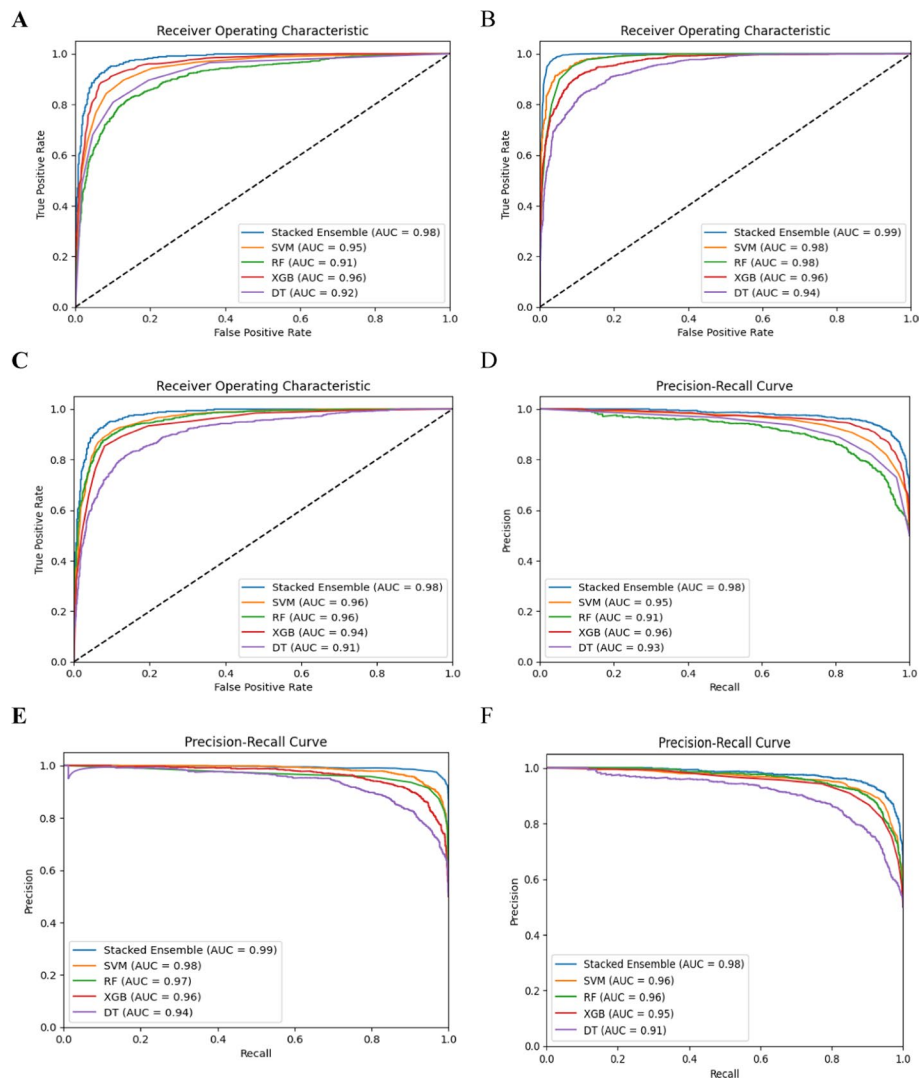 A
Receiver Operating Characteristic
1.0
0.8
0.6
0.4
0.2
0.0
True Positive Rate
Stacked Ensemble (AUC = 0.98)
SVM (AUC = 0.95)
RF (AUC = 0.91)
XGB (AUC = 0.96)
DT (AUC = 0.92)
0.0 0.2 0.4 0.6 0.8 1.0
False Positive Rate
B
Receiver Operating Characteristic
1.0
0.8
0.6
0.4
0.2
0.0
True Positive Rate
Stacked Ensemble (AUC = 0.99)
SVM (AUC = 0.98)
RF (AUC = 0.98)
XGB (AUC = 0.96)
DT (AUC = 0.94)
0.0 0.2 0.4 0.6 0.8 1.0
False Positive Rate
C
Receiver Operating Characteristic
1.0
0.8
0.6
0.4
0.2
0.0
True Positive Rate
Stacked Ensemble (AUC = 0.98)
SVM (AUC = 0.96)
RF (AUC = 0.96)
XGB (AUC = 0.94)
DT (AUC = 0.91)
0.0 0.2 0.4 0.6 0.8 1.0
False Positive Rate
D
Precision-Recall Curve
1.0
0.8
0.6
0.4
0.2
0.0
Precision
Stacked Ensemble (AUC = 0.98)
SVM (AUC = 0.95)
RF (AUC = 0.91)
XGB (AUC = 0.96)
DT (AUC = 0.93)
0.0 0.2 0.4 0.6 0.8 1.0
Recall
E
Precision-Recall Curve
1.0
0.8
0.6
0.4
0.2
0.0
Precision
Stacked Ensemble (AUC = 0.99)
SVM (AUC = 0.98)
RF (AUC = 0.97)
XGB (AUC = 0.96)
DT (AUC = 0.94)
0.0 0.2 0.4 0.6 0.8 1.0
Recall
F
Precision-Recall Curve
1.0
0.8
0.6
0.4
0.2
0.0
Precision
Stacked Ensemble (AUC = 0.98)
SVM (AUC = 0.96)
RF (AUC = 0.96)
XGB (AUC = 0.95)
DT (AUC = 0.91)
0.0 0.2 0.4 0.6 0.8 1.0
Recall